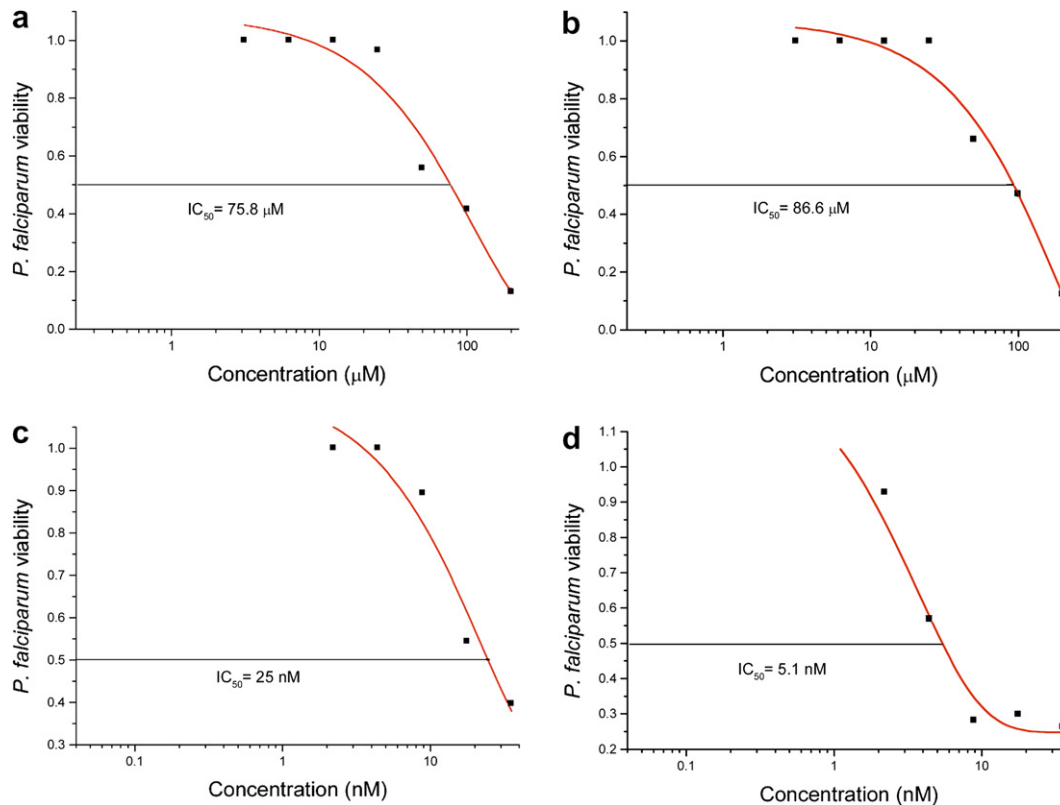 a
P. falciparum viability
1.0
0.8
0.6
0.4
0.2
0.0
IC50= 75.8 μM
1 10 100
Concentration (μM)
b
P. falciparum viability
1.0
0.8
0.6
0.4
0.2
0.0
IC50= 86.6 μM
1 10 100
Concentration (μM)
c
P. falciparum viability
1.0
0.9
0.8
0.7
0.6
0.5
0.4
0.3
IC50= 25 nM
0.1 1 10
Concentration (nM)
d
P. falciparum viability
1.1
1.0
0.9
0.8
0.7
0.6
0.5
0.4
0.3
0.2
IC50= 5.1 nM
0.1 1 10
Concentration (nM)